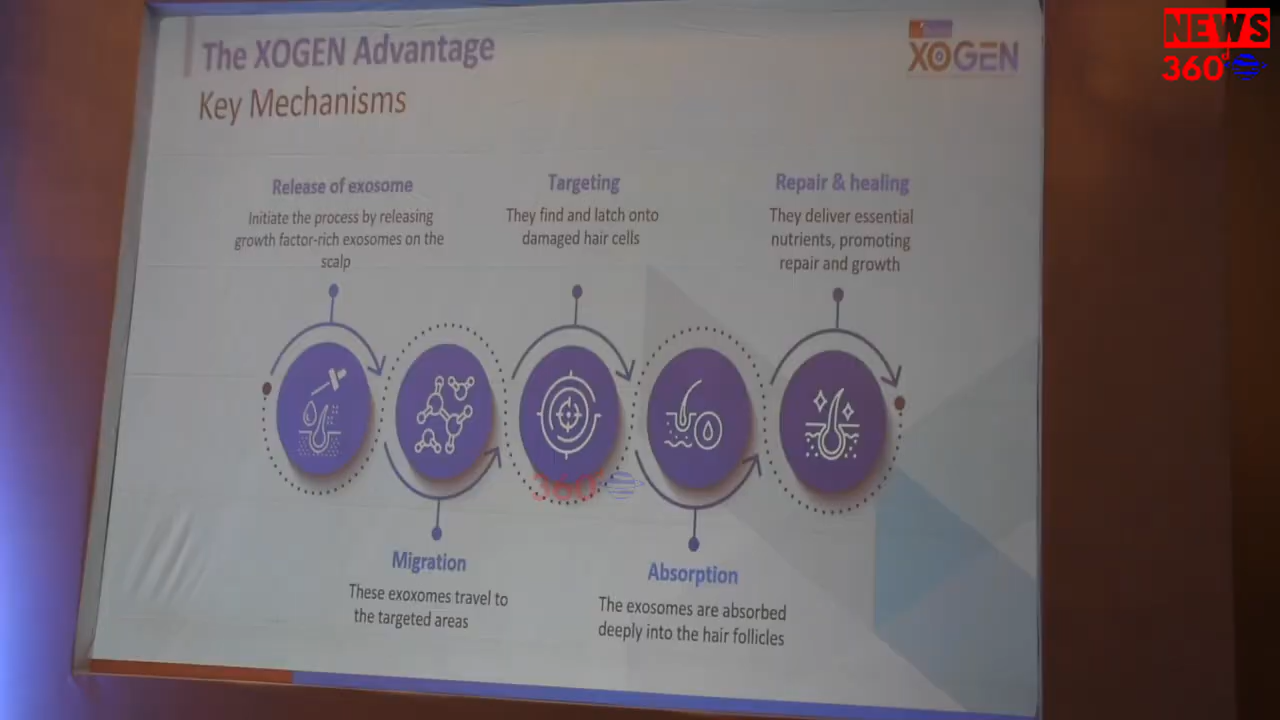 The XOGEN Advantage
Key Mechanisms
XOGEN
NEWS
360
Release of exosome
Initiate the process by releasing
growth factor-rich exosomes on the
scalp
Targeting
They find and latch onto
damaged hair cells
Repair & healing
They deliver essential
nutrients, promoting
repair and growth
360
Migration
These exoxomes travel to
the targeted areas
Absorption
The exosomes are absorbed
deeply into the hair follicles